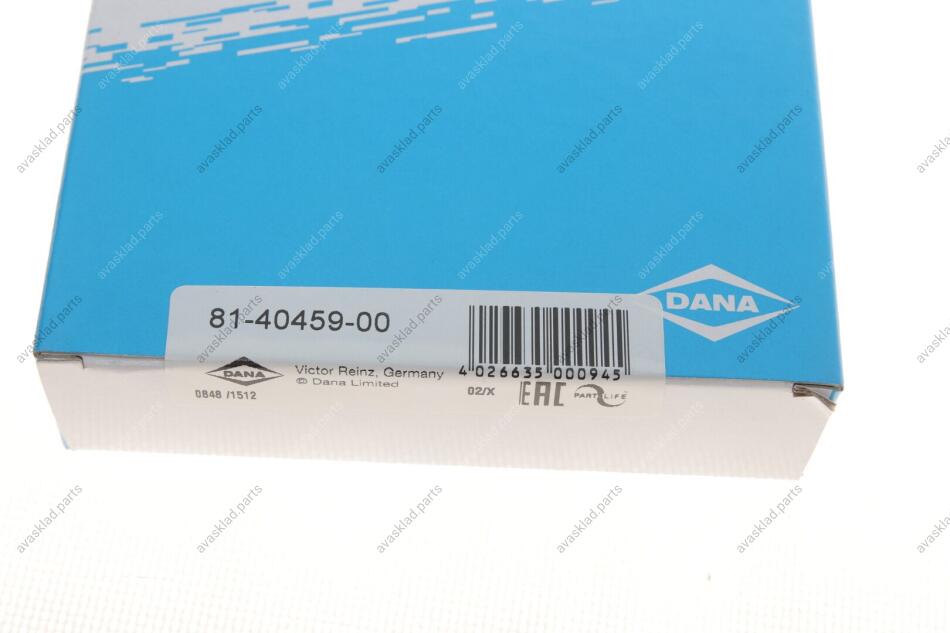 DANA
81-40459-00
4 026635 000945
DANA
Victor Reinz, Germany
© Dana Limited
0848 /1512
02/X
EAC
PART LIFE
avasklad.parts